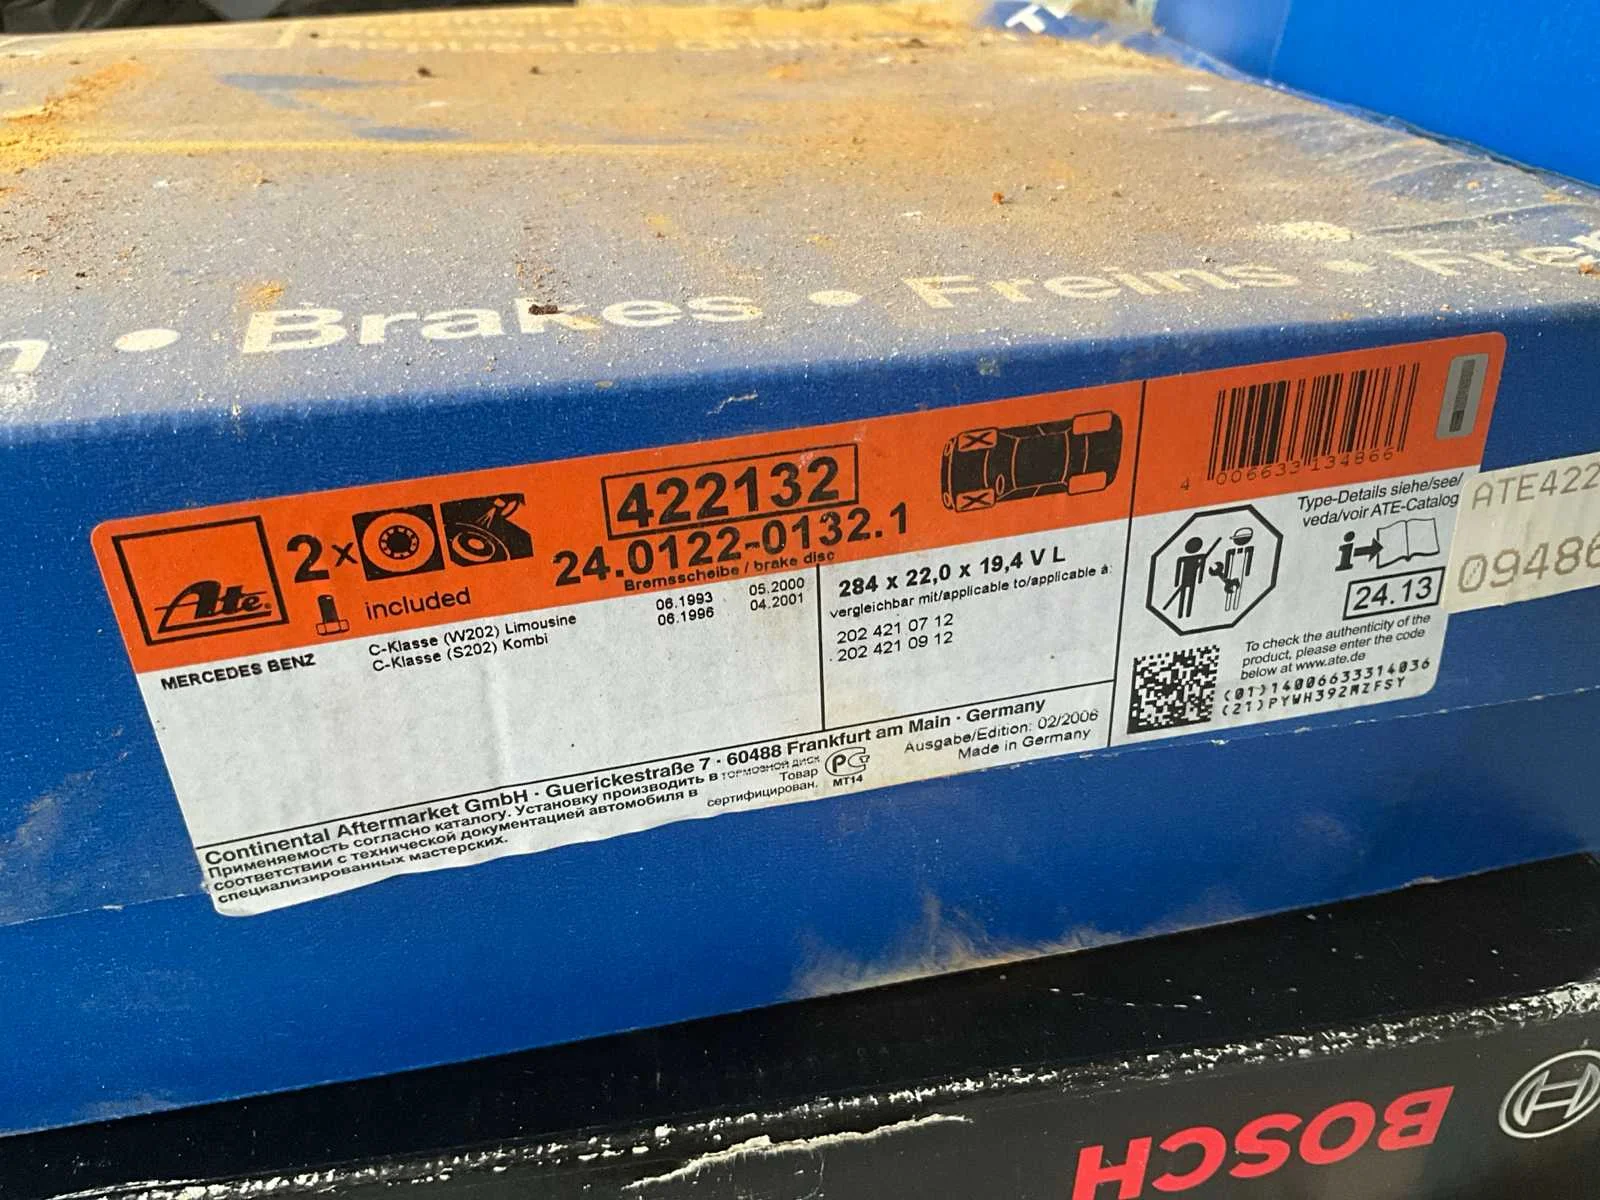 n • Brakes • Freins • Fre
Ate
2x
included
422132
24.0122-0132.1
Bremsscheibe / brake disc
4 006633 134866
MERCEDES BENZ
C-Klasse (W202) Limousine 06.1993 05.2000
C-Klasse (S202) Kombi 06.1996 04.2001
284 x 22,0 x 19,4 V L
vergleichbar mit/applicable to/applicable á:
202 421 07 12
202 421 09 12
Type-Details siehe/see/
veda/voir ATE-Catalog
i
24.13
To check the authenticity of the
product, please enter the code
below at www.ate.de
(01)14006633314036
(21)PYWH392MZFSY
Continental Aftermarket GmbH · Guerickestraße 7 · 60488 Frankfurt am Main · Germany
Ausgabe/Edition: 02/2006
Made in Germany
Применяемость согласно каталогу. Установку производить в
соответствии с технической документацией автомобиля в
специализированных мастерских.
тормозной диск
Товар
сертифицирован.
РСТ
МТ14
ATE422
09486
BOSCH